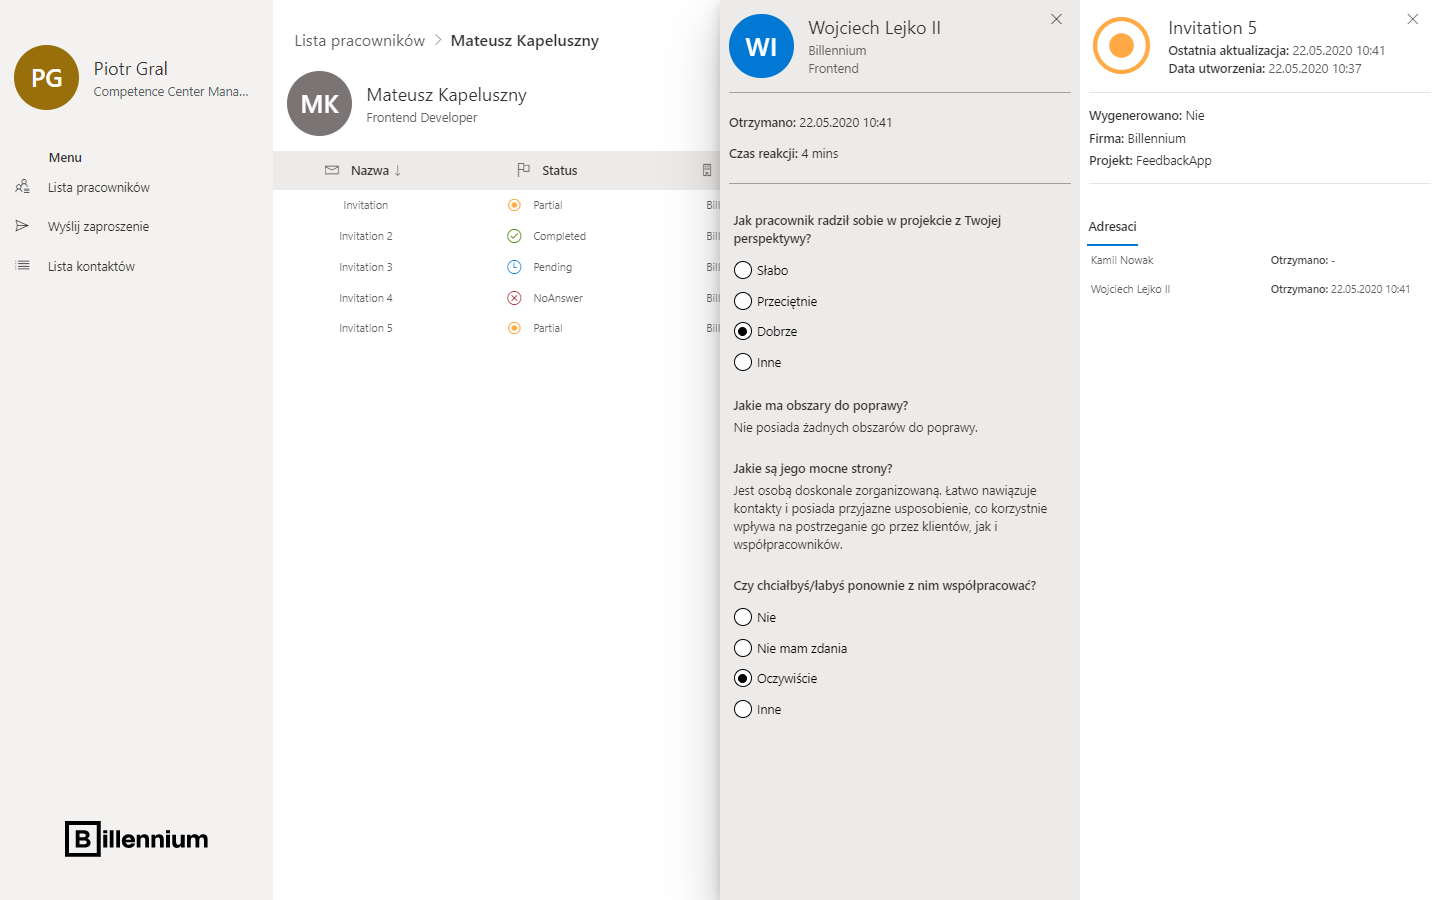 PG
Piotr Gral
Competence Center Mana...
Menu
Lista pracowników
Wyślij zaproszenie
Lista kontaktów
Billennium
Lista pracowników > Mateusz Kapeluszny
MK
Mateusz Kapeluszny
Frontend Developer
Nazwa ↓ Status
Invitation Partial Bill
Invitation 2 Completed Bill
Invitation 3 Pending Bill
Invitation 4 NoAnswer Bill
Invitation 5 Partial Bill
WI
Wojciech Lejko II
Billennium
Frontend
Otrzymano: 22.05.2020 10:41
Czas reakcji: 4 mins
Jak pracownik radził sobie w projekcie z Twojej
perspektywy?
Słabo
Przeciętnie
Dobrze
Inne
Jakie ma obszary do poprawy?
Nie posiada żadnych obszarów do poprawy.
Jakie są jego mocne strony?
Jest osobą doskonale zorganizowaną. Łatwo nawiązuje
kontakty i posiada przyjazne usposobienie, co korzystnie
wpływa na postrzeganie go przez klientów, jak i
współpracowników.
Czy chciałbyś/łabyś ponownie z nim współpracować?
Nie
Nie mam zdania
Oczywiście
Inne
Invitation 5
Ostatnia aktualizacja: 22.05.2020 10:41
Data utworzenia: 22.05.2020 10:37
Wygenerowano: Nie
Firma: Billennium
Projekt: FeedbackApp
Adresaci
Kamil Nowak Otrzymano: -
Wojciech Lejko II Otrzymano: 22.05.2020 10:41